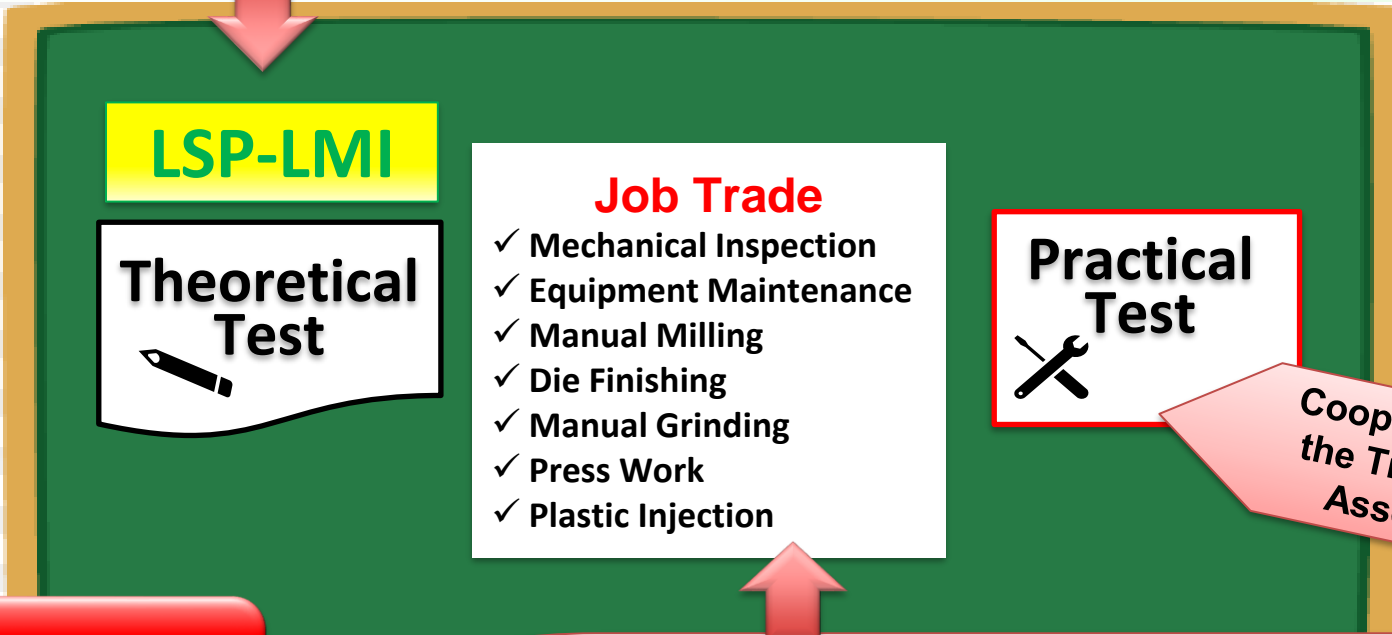 LSP-LMI
Theoretical
Test
Job Trade
✓ Mechanical Inspection
✓ Equipment Maintenance
✓ Manual Milling
✓ Die Finishing
✓ Manual Grinding
✓ Press Work
✓ Plastic Injection
Practical
Test
the